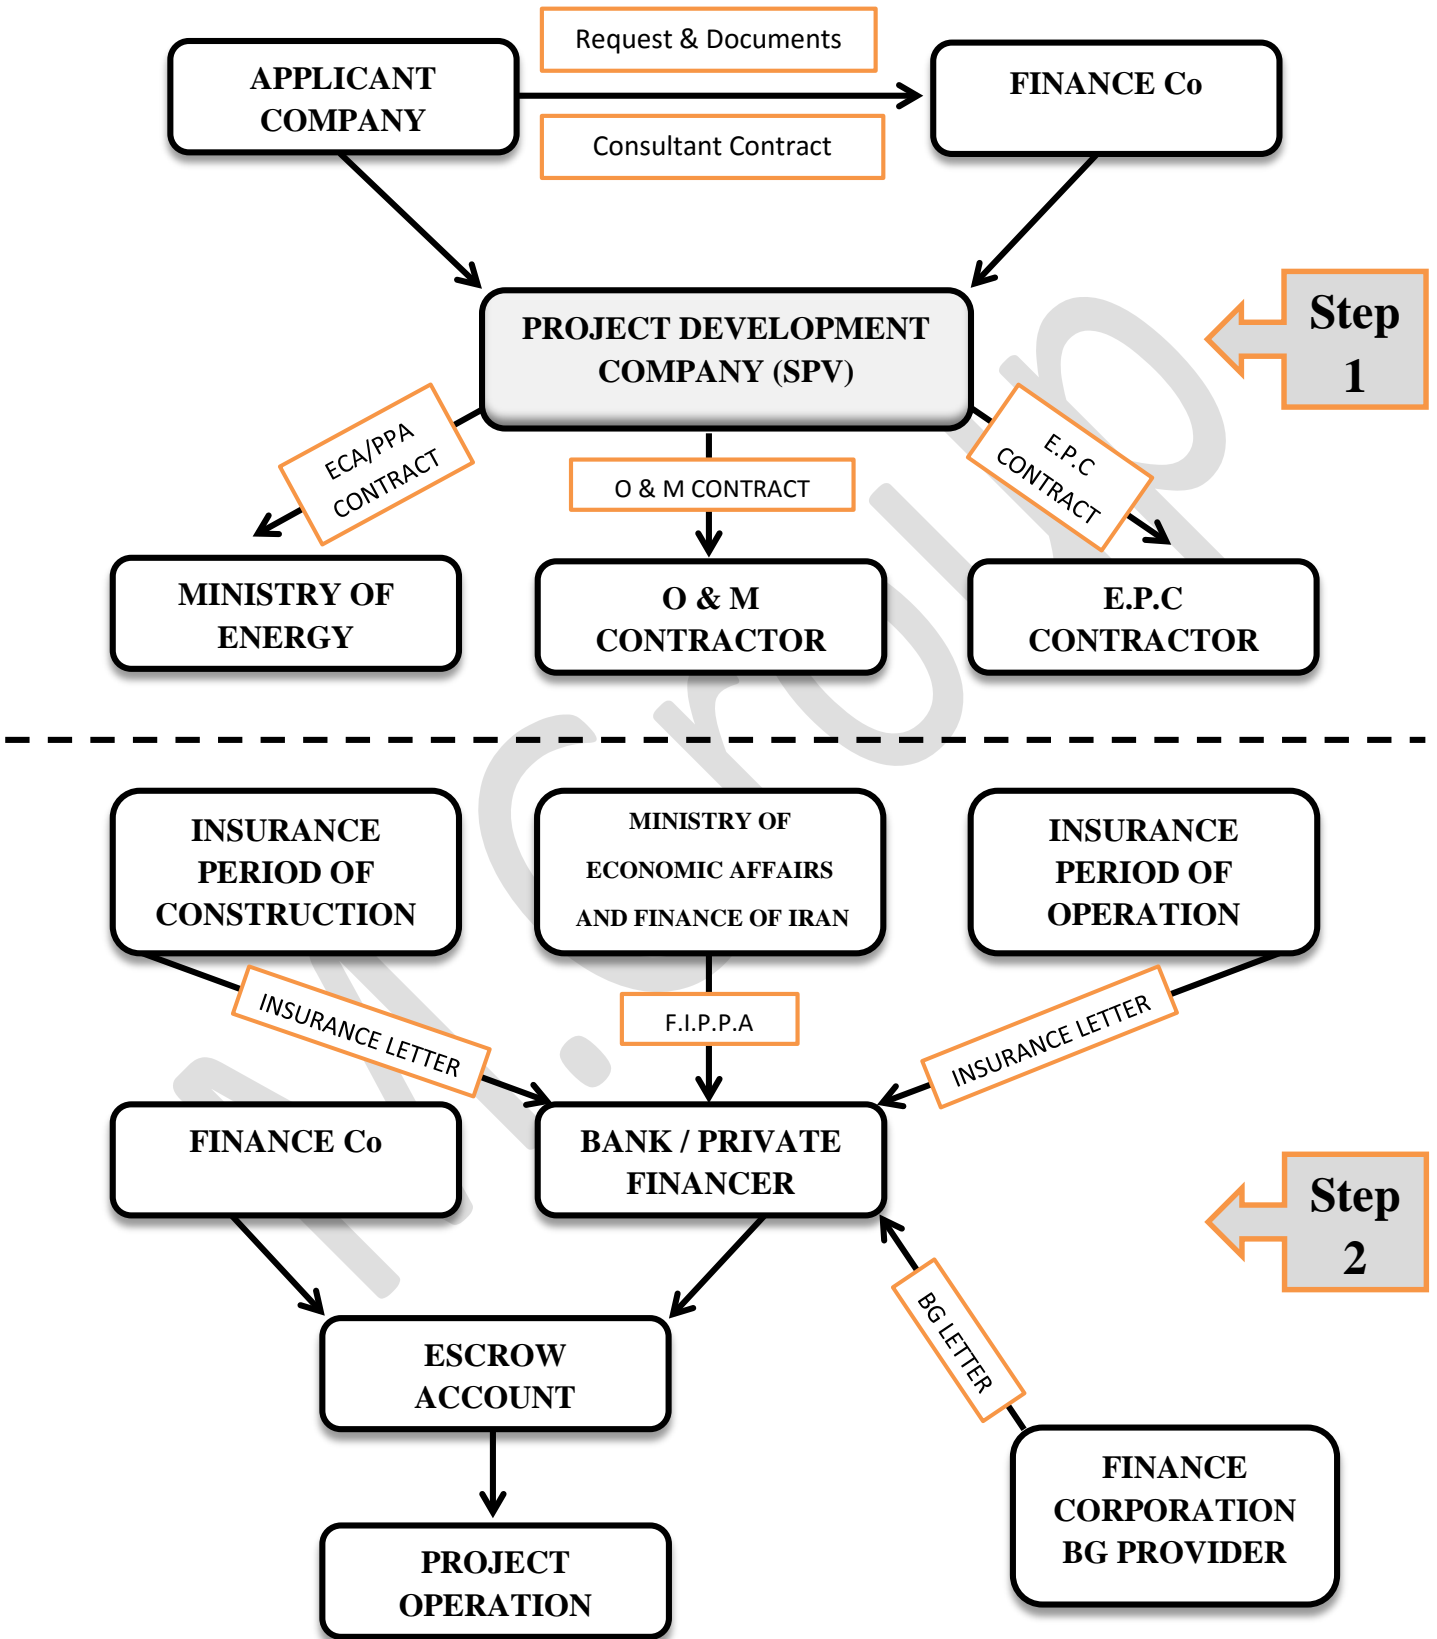 Request & Documents
APPLICANT
COMPANY
FINANCE Co
Consultant Contract
PROJECT DEVELOPMENT
COMPANY (SPV)
Step
1
ECA/PPA
CONTRACT
O & M CONTRACT
E.P.C
CONTRACT
MINISTRY OF
ENERGY
O & M
CONTRACTOR
E.P.C
CONTRACTOR
INSURANCE
PERIOD OF
CONSTRUCTION
MINISTRY OF
ECONOMIC AFFAIRS
AND FINANCE OF IRAN
INSURANCE
PERIOD OF
OPERATION
INSURANCE LETTER
F.I.P.P.A
INSURANCE LETTER
FINANCE Co
BANK / PRIVATE
FINANCER
Step
2
BG LETTER
ESCROW
ACCOUNT
FINANCE
CORPORATION
BG PROVIDER
PROJECT
OPERATION
M.Group